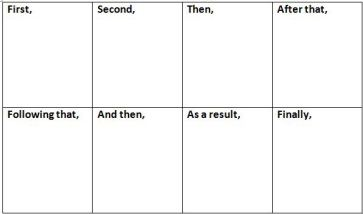 First,
Second,
Then,
After that,
Following that,
And then,
As a result,
Finally,